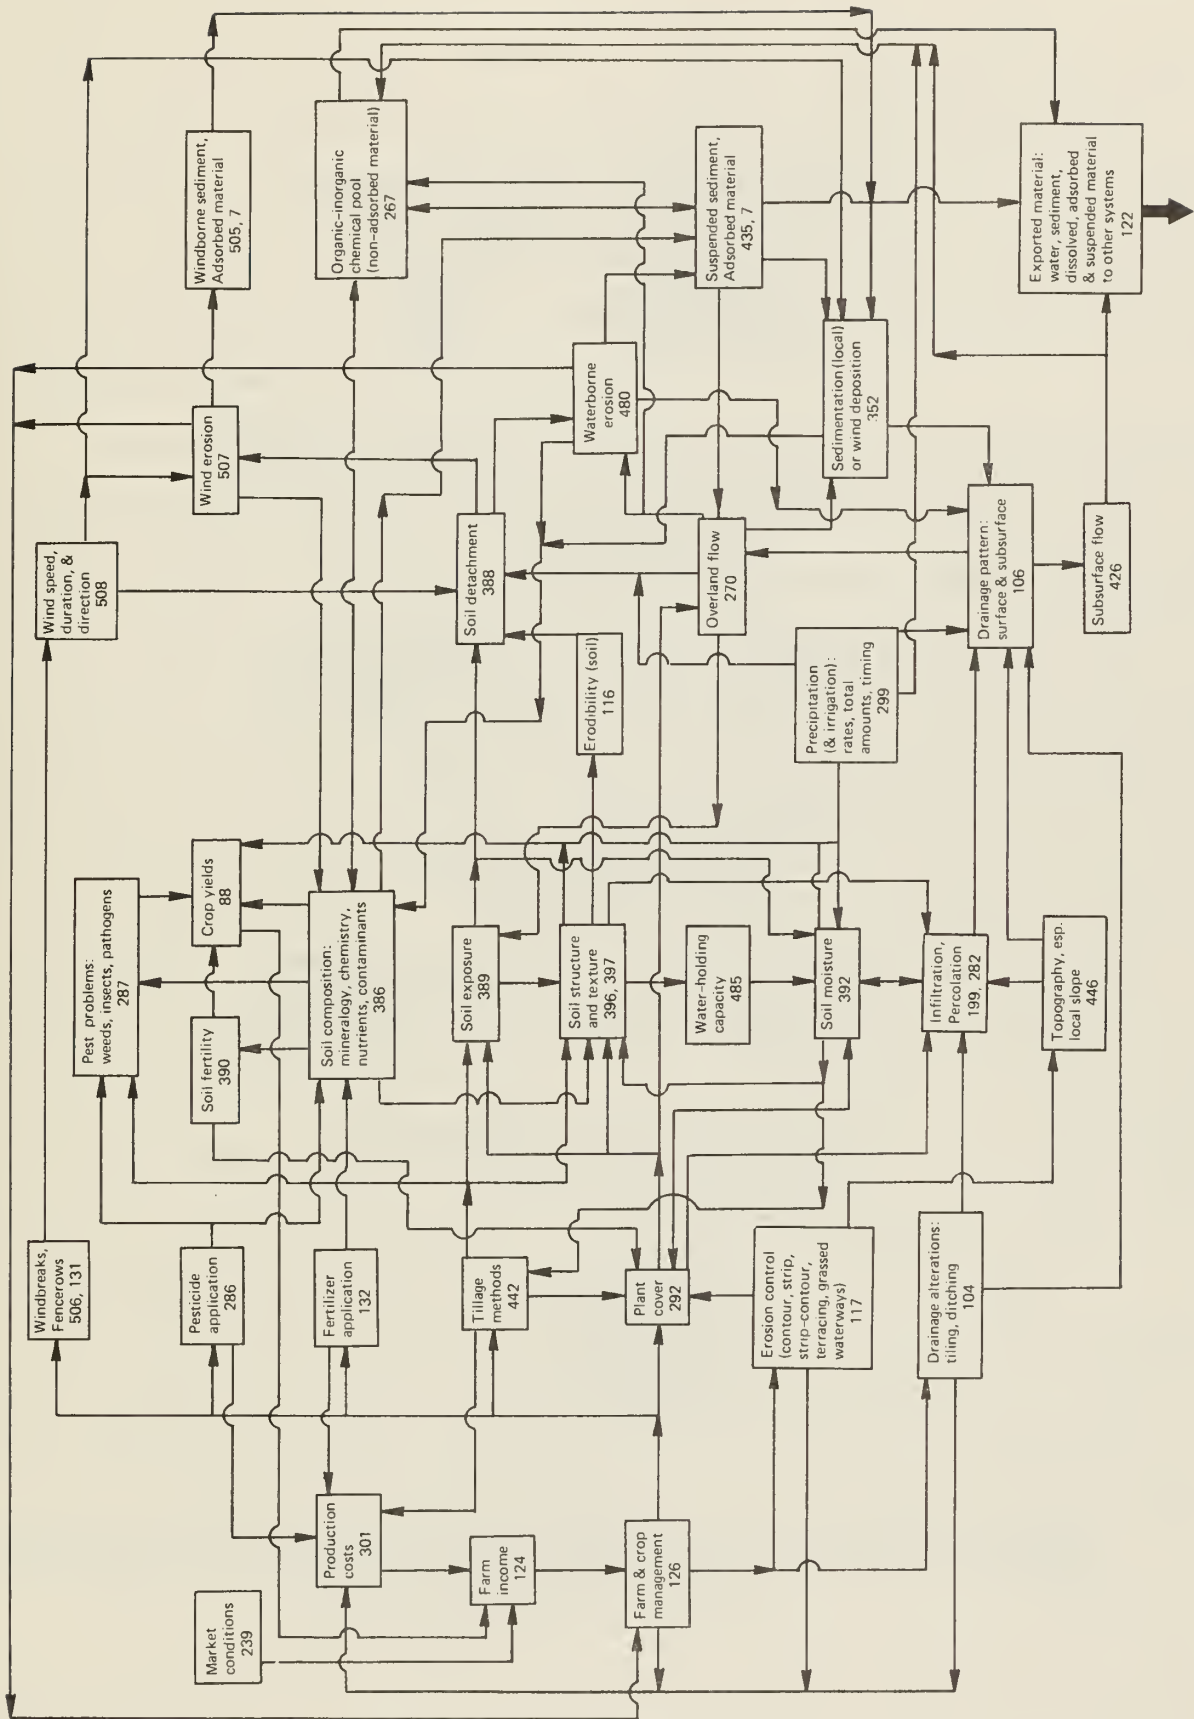 Market
conditions
239
Production
costs
301
Farm
income
124
Farm & crop
management
126
Windbreaks,
Fencerows
506, 131
Pesticide
application
286
Fertilizer
application
132
Tillage
methods
442
Plant
cover
292
Erosion control
(contour, strip,
strip-contour,
terracing, grassed
waterways)
117
Drainage alterations:
tiling, ditching
104
Pest problems:
weeds, insects, pathogens
287
Soil fertility
390
Crop yields
88
Soil composition:
mineralogy, chemistry,
nutrients, contaminants
386
Soil exposure
389
Soil structure
and texture
396, 397
Water-holding
capacity
485
Soil moisture
392
Infiltration,
Percolation
199, 282
Topography, esp.
local slope
446
Wind speed,
duration, &
direction
508
Wind erosion
507
Soil detachment
388
Erodibility (soil)
116
Waterborne
erosion
480
Overland flow
270
Precipitation
(& irrigation):
rates, total
amounts, timing
299
Drainage pattern:
surface & subsurface
106
Subsurface flow
426
Windborne sediment,
Adsorbed material
505, 7
Organic-inorganic
chemical pool
(non-adsorbed material)
267
Suspended sediment,
Adsorbed material
435, 7
Sedimentation (local)
or wind deposition
352
Exported material:
water, sediment,
dissolved, adsorbed
& suspended material
to other systems
122